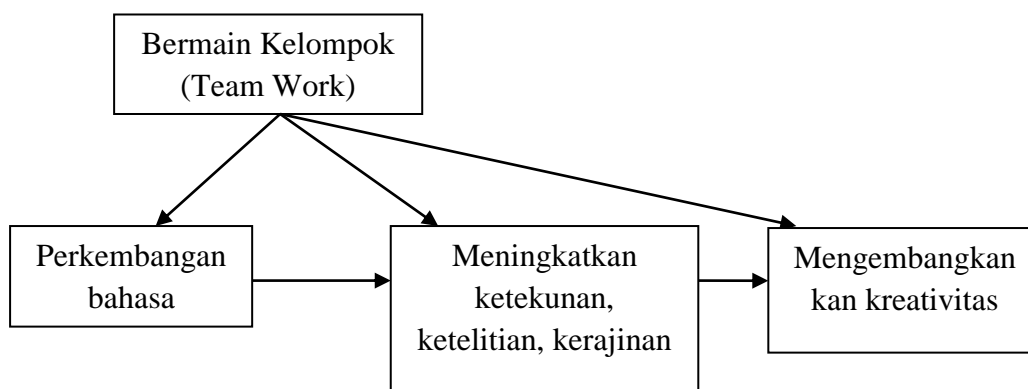 Bermain Kelompok
(Team Work)
Perkembangan
bahasa
Meningkatkan
ketekunan,
ketelitian, kerajinan
Mengembangkan
kan kreativitas